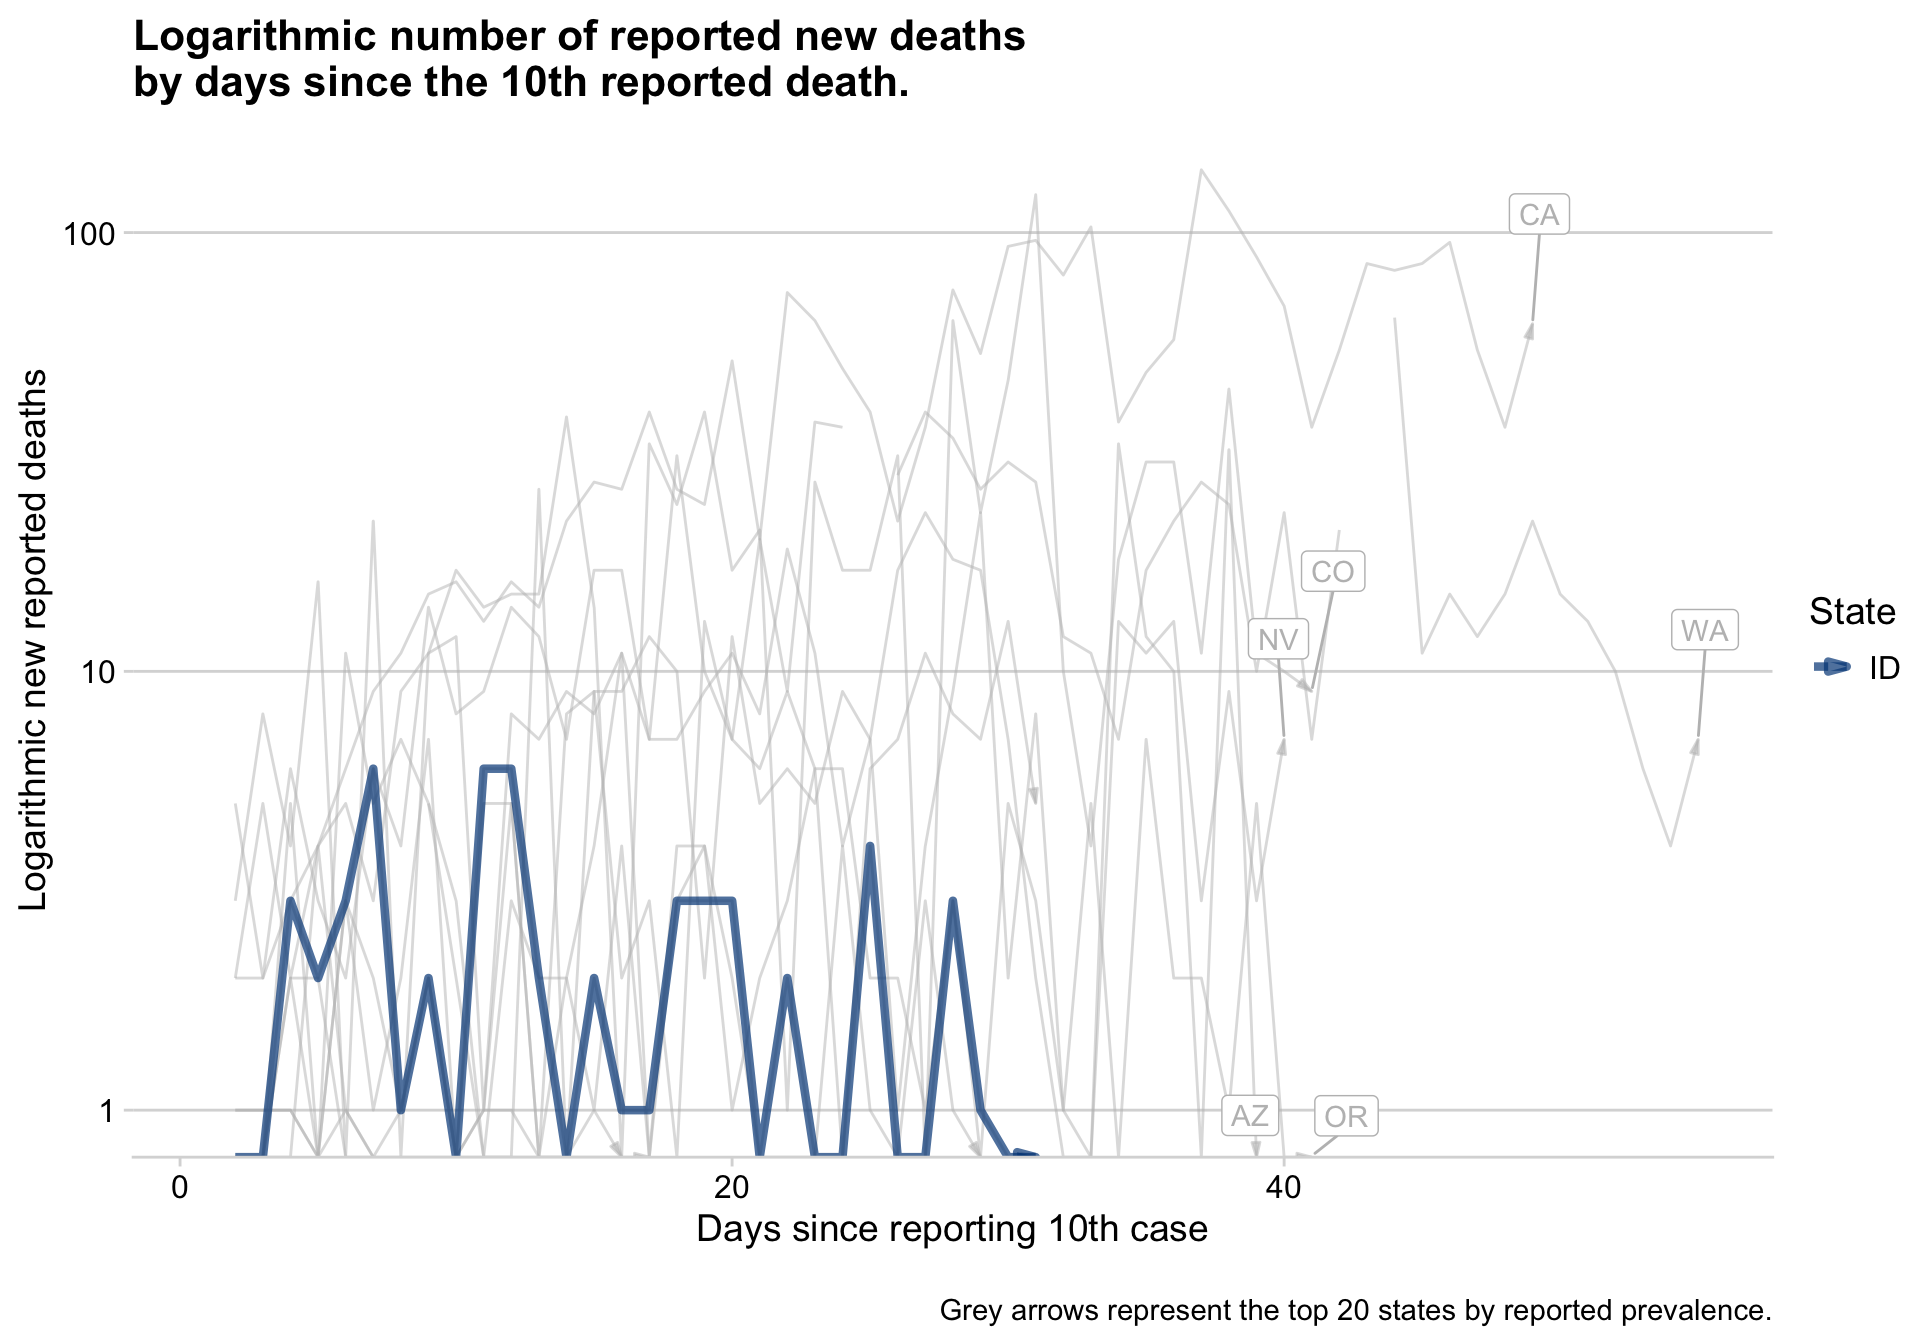 Logarithmic number of reported new deaths
by days since the 10th reported death.
Logarithmic new reported deaths
100
10
1
CA
CO
NV
WA
AZ
OR
State
ID
0
20
40
Days since reporting 10th case
Grey arrows represent the top 20 states by reported prevalence.